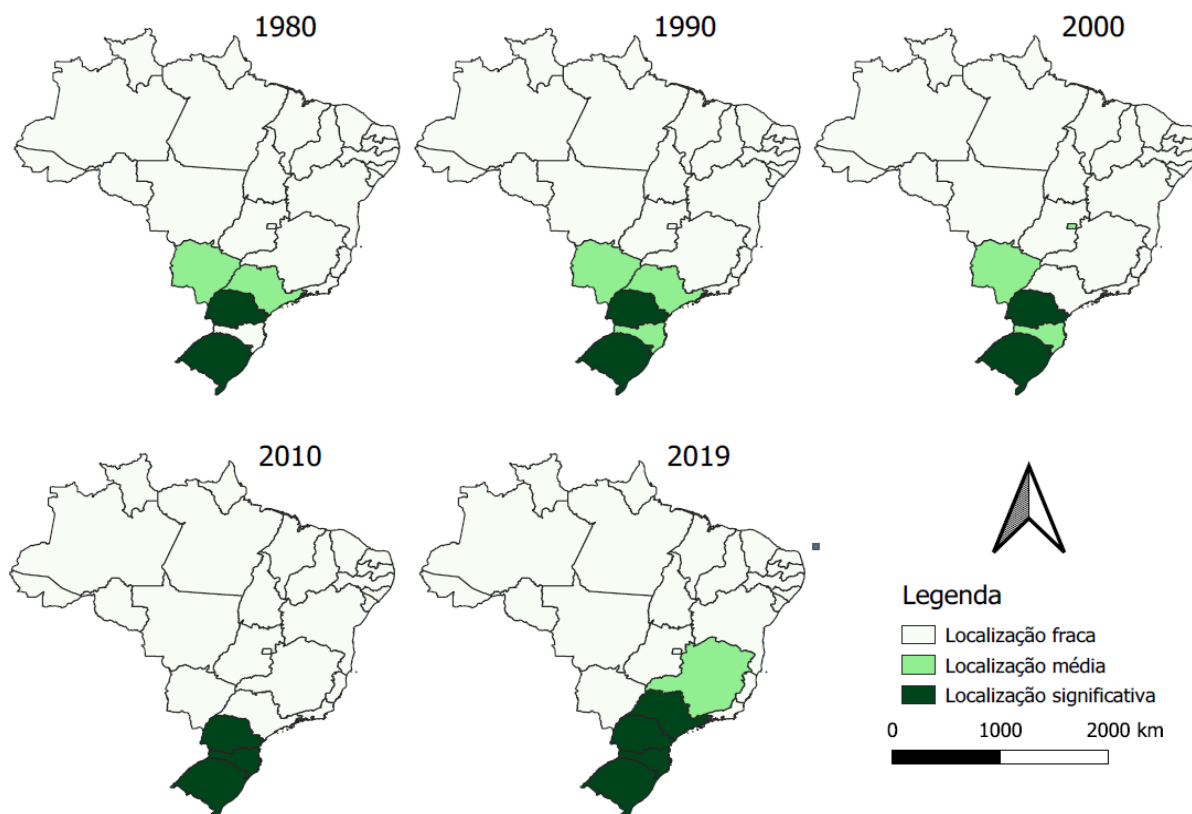 1980
1990
2000
2010
2019
Legenda
Localização fraca
Localização média
Localização significativa
0 1000 2000 km